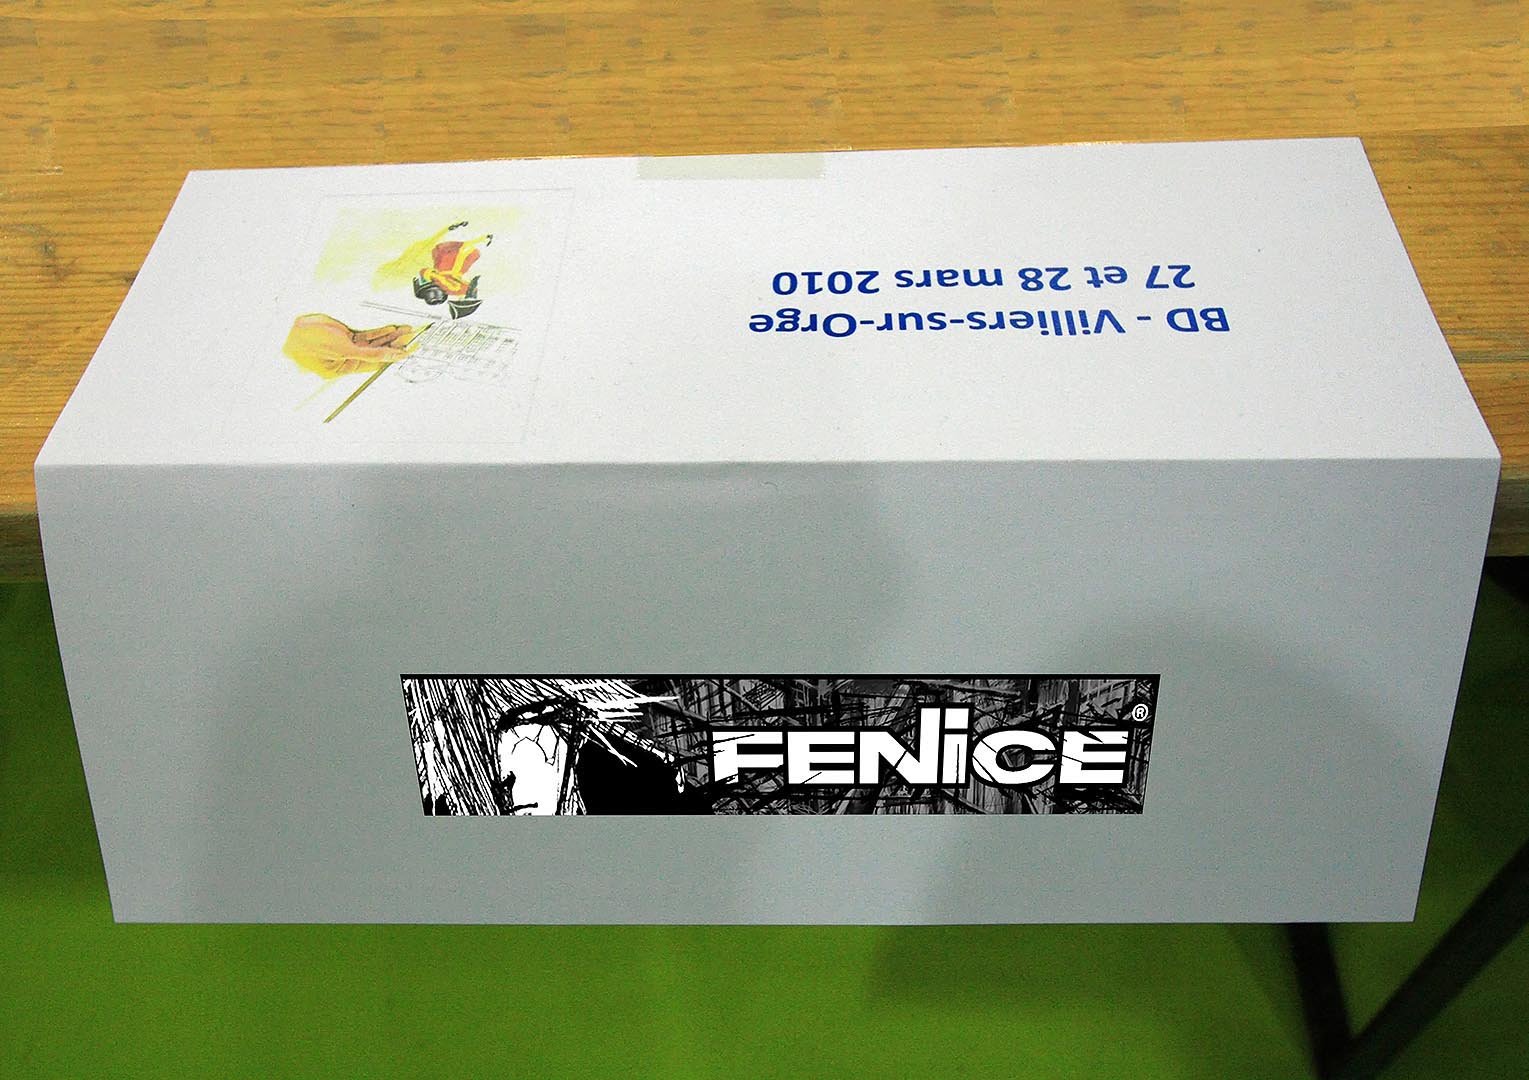 BD - Villiers-sur-Orge
27 et 28 mars 2010
FENiCE ®